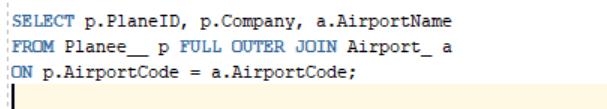 SELECT p.PlaneID, p.Company, a.AirportName
FROM Planee__ p FULL OUTER JOIN Airport_ a
ON p.AirportCode = a.AirportCode;